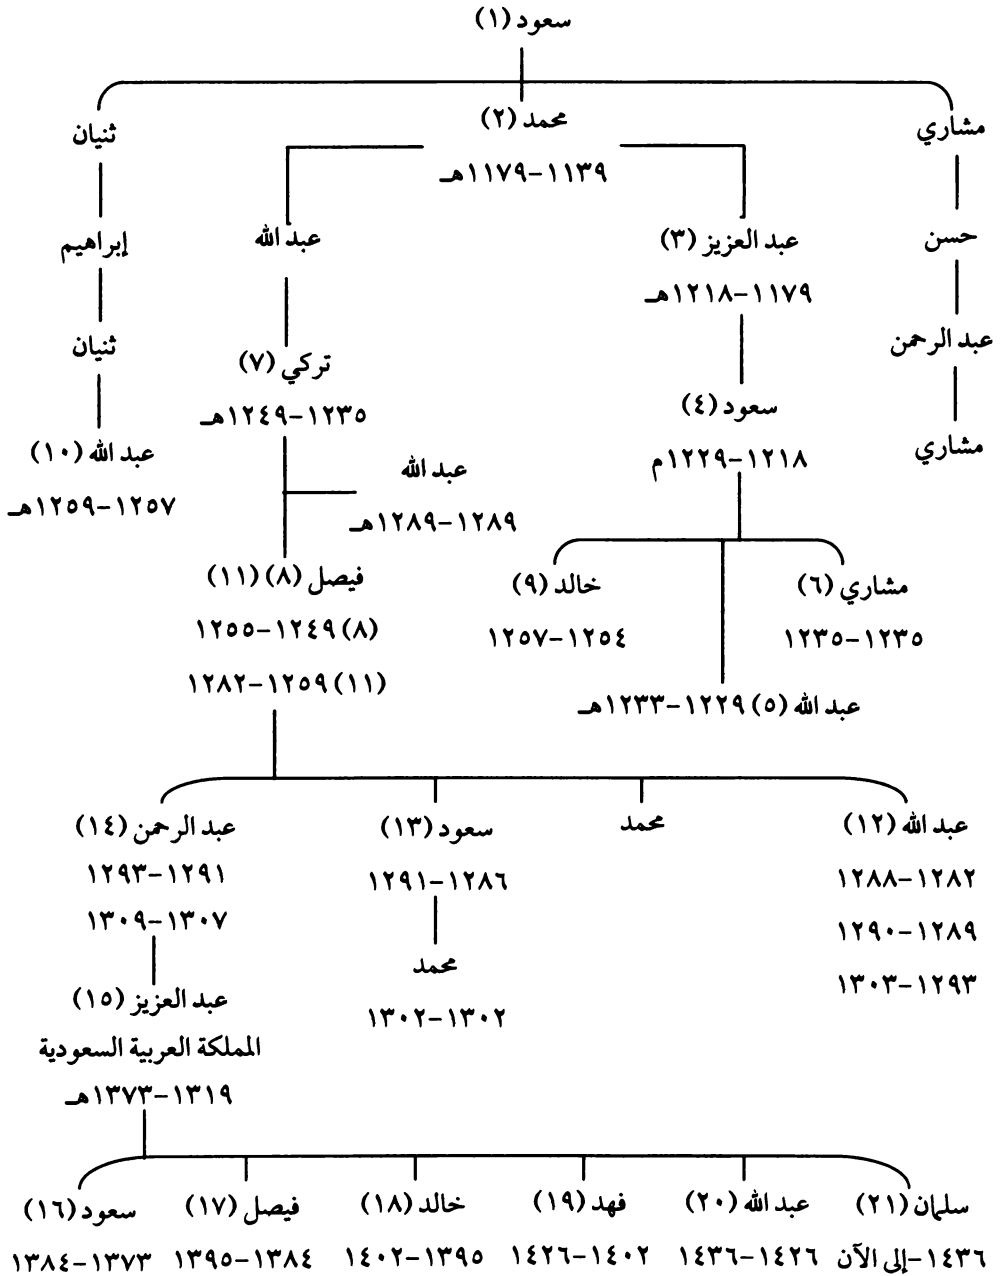 سعود (١)
مشاري
محمد (٢)
ثنيان
١١٣٩–١١٧٩هـ
حسن
عبد العزيز (٣)
عبد الله
إبراهيم
١١٧٩–١٢١٨هـ
عبد الرحمن
ثنيان
تركي (٧)
سعود (٤)
١٢٣٥–١٢٤٩هـ
مشاري
عبد الله (١٠)
١٢١٨–١٢٢٩م
عبد الله
١٢٥٧–١٢٥٩هـ
١٢٨٩–١٢٨٩هـ
مشاري (٦)
خالد (٩)
فيصل (٨) (١١)
١٢٣٥–١٢٣٥
١٢٥٤–١٢٥٧
(٨) ١٢٤٩–١٢٥٥
(١١) ١٢٥٩–١٢٨٢
عبد الله (٥) ١٢٢٩–١٢٣٣هـ
عبد الله (١٢)
محمد
سعود (١٣)
عبد الرحمن (١٤)
١٢٨٢–١٢٨٨
١٢٨٦–١٢٩١
١٢٩١–١٢٩٣
١٢٨٩–١٢٩٠
١٣٠٧–١٣٠٩
١٢٩٣–١٣٠٣
محمد
عبد العزيز (١٥)
١٣٠٢–١٣٠٢
المملكة العربية السعودية
١٣١٩–١٣٧٣هـ
سلمان (٢١)
عبد الله (٢٠)
فهد (١٩)
خالد (١٨)
فيصل (١٧)
سعود (١٦)
١٤٣٦–إلى الآن
١٤٢٦–١٤٣٦
١٤٠٢–١٤٢٦
١٣٩٥–١٤٠٢
١٣٨٤–١٣٩٥
١٣٧٣–١٣٨٤